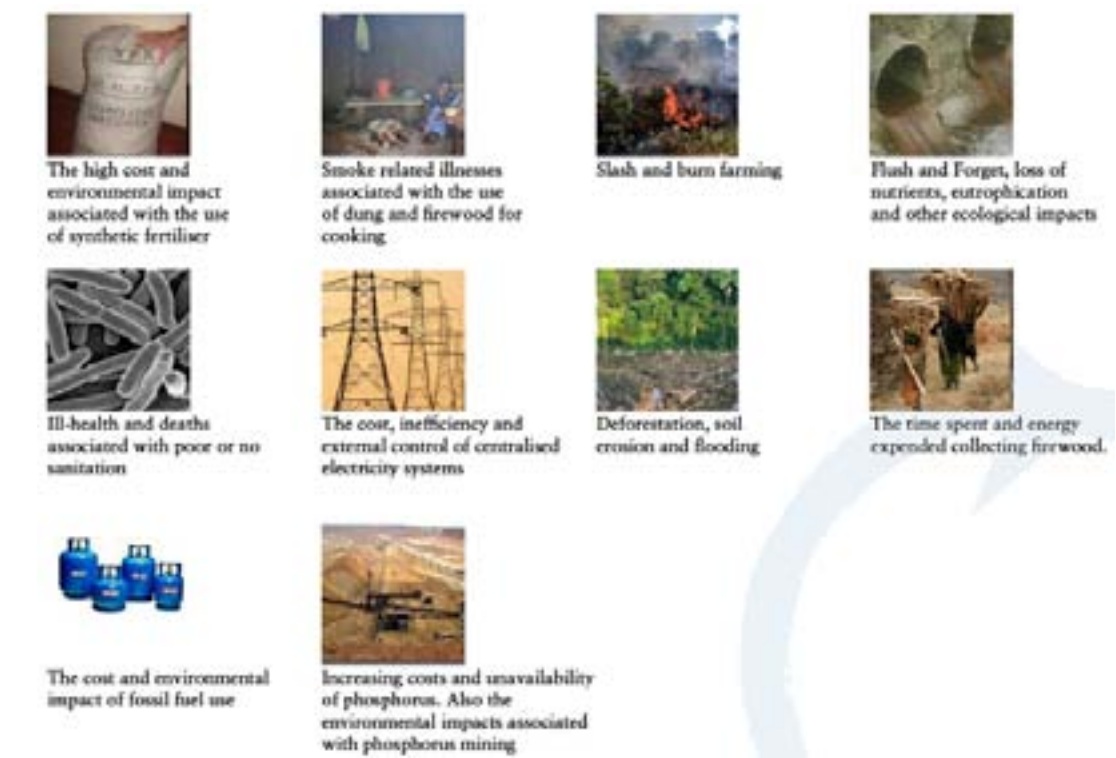 The high cost and
environmental impact
associated with the use
of synthetic fertiliser
Smoke related illnesses
associated with the use
of dung and firewood for
cooking
Slash and burn farming
Flush and Forget, loss of
nutrients, eutrophication
and other ecological impacts
Ill-health and deaths
associated with poor or no
sanitation
The cost, inefficiency and
external control of centralised
electricity systems
Deforestation, soil
erosion and flooding
The time spent and energy
expended collecting firewood.
The cost and environmental
impact of fossil fuel use
Increasing costs and unavailability
of phosphorus. Also the
environmental impacts associated
with phosphorus mining